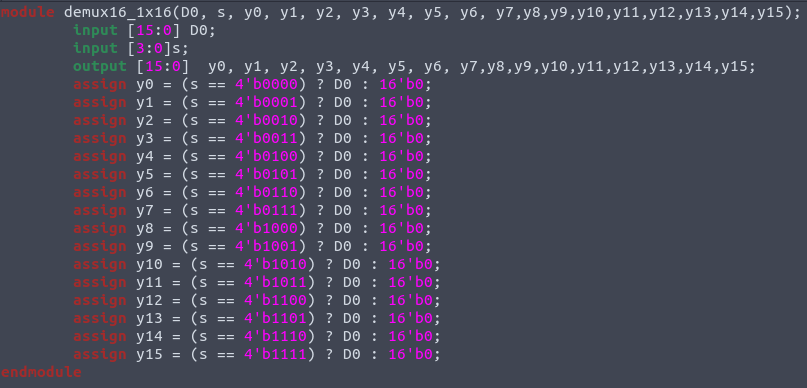 module demux16_1x16(D0, s, y0, y1, y2, y3, y4, y5, y6, y7,y8,y9,y10,y11,y12,y13,y14,y15);
input [15:0] D0;
input [3:0]s;
output [15:0]  y0, y1, y2, y3, y4, y5, y6, y7,y8,y9,y10,y11,y12,y13,y14,y15;
assign y0 = (s == 4'b0000) ? D0 : 16'b0;
assign y1 = (s == 4'b0001) ? D0 : 16'b0;
assign y2 = (s == 4'b0010) ? D0 : 16'b0;
assign y3 = (s == 4'b0011) ? D0 : 16'b0;
assign y4 = (s == 4'b0100) ? D0 : 16'b0;
assign y5 = (s == 4'b0101) ? D0 : 16'b0;
assign y6 = (s == 4'b0110) ? D0 : 16'b0;
assign y7 = (s == 4'b0111) ? D0 : 16'b0;
assign y8 = (s == 4'b1000) ? D0 : 16'b0;
assign y9 = (s == 4'b1001) ? D0 : 16'b0;
assign y10 = (s == 4'b1010) ? D0 : 16'b0;
assign y11 = (s == 4'b1011) ? D0 : 16'b0;
assign y12 = (s == 4'b1100) ? D0 : 16'b0;
assign y13 = (s == 4'b1101) ? D0 : 16'b0;
assign y14 = (s == 4'b1110) ? D0 : 16'b0;
assign y15 = (s == 4'b1111) ? D0 : 16'b0;
endmodule